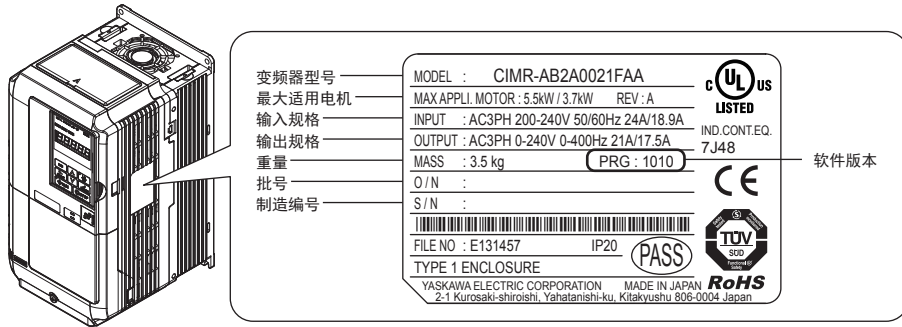 变频器型号
最大适用电机
输入规格
输出规格
重量
批号
制造编号
MODEL : CIMR-AB2A0021FAA
MAX APPLI. MOTOR : 5.5kW / 3.7kW REV : A
INPUT : AC3PH 200-240V 50/60Hz 24A/18.9A
OUTPUT : AC3PH 0-240V 0-400Hz 21A/17.5A
MASS : 3.5 kg PRG : 1010
O / N :
S / N :
FILE NO : E131457 IP20
PASS
TYPE 1 ENCLOSURE
YASKAWA ELECTRIC CORPORATION MADE IN JAPAN
2-1 Kurosaki-shiroishi, Yahatanishi-ku, Kitakyushu 806-0004 Japan
C UL US
LISTED
IND.CONT.EQ.
7J48
CE
TÜV
SÜD
Functional
Safety
RoHS
软件版本